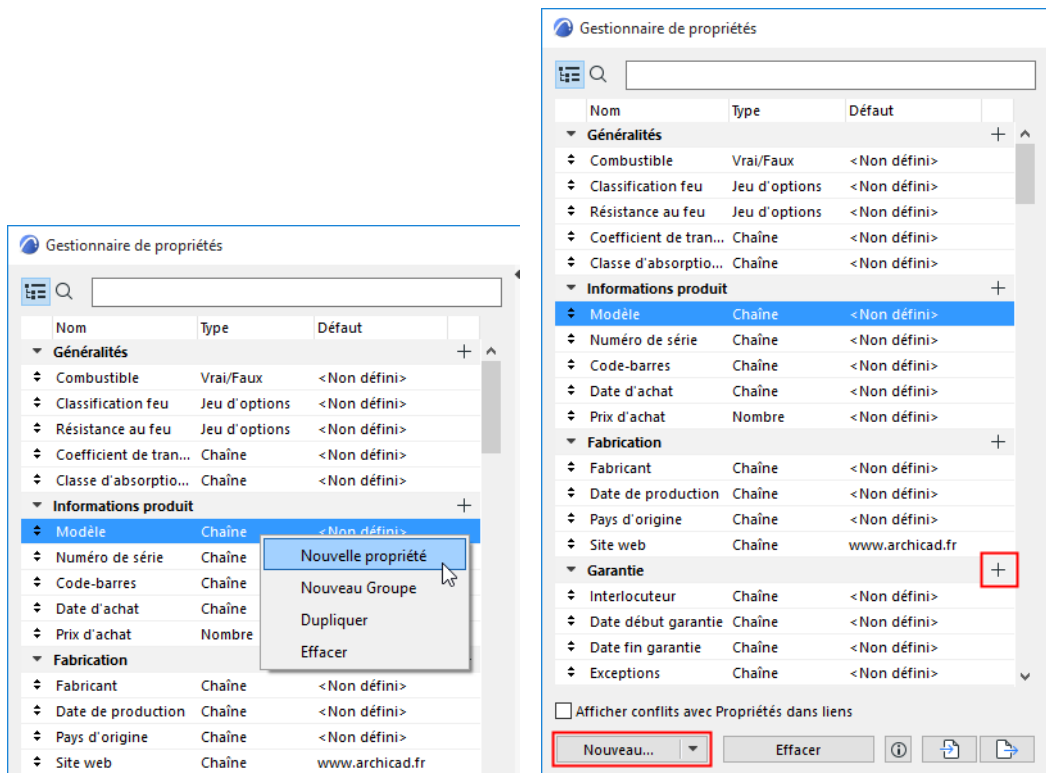 Gestionnaire de propriétés
Nom Type Défaut
Généralités
Combustible Vrai/Faux <Non défini>
Classification feu Jeu d'options <Non défini>
Résistance au feu Jeu d'options <Non défini>
Coefficient de tran... Chaîne <Non défini>
Classe d'absorptio... Chaîne <Non défini>
Informations produit
Modèle Chaîne <Non défini>
Numéro de série Chaîne
Code-barres Chaîne
Date d'achat Chaîne
Prix d'achat Nombre
Nouvelle propriété
Nouveau Groupe
Dupliquer
Effacer
Fabrication
Fabricant Chaîne <Non défini>
Date de production Chaîne <Non défini>
Pays d'origine Chaîne <Non défini>
Site web Chaîne www.archicad.fr
Gestionnaire de propriétés
Nom Type Défaut
Généralités
Combustible Vrai/Faux <Non défini>
Classification feu Jeu d'options <Non défini>
Résistance au feu Jeu d'options <Non défini>
Coefficient de tran... Chaîne <Non défini>
Classe d'absorptio... Chaîne <Non défini>
Informations produit
Modèle Chaîne <Non défini>
Numéro de série Chaîne <Non défini>
Code-barres Chaîne <Non défini>
Date d'achat Chaîne <Non défini>
Prix d'achat Nombre <Non défini>
Fabrication
Fabricant Chaîne <Non défini>
Date de production Chaîne <Non défini>
Pays d'origine Chaîne <Non défini>
Site web Chaîne www.archicad.fr
Garantie
Interlocuteur Chaîne <Non défini>
Date début garantie Chaîne <Non défini>
Date fin garantie Chaîne <Non défini>
Exceptions Chaîne <Non défini>
Afficher conflits avec Propriétés dans liens
Nouveau... Effacer